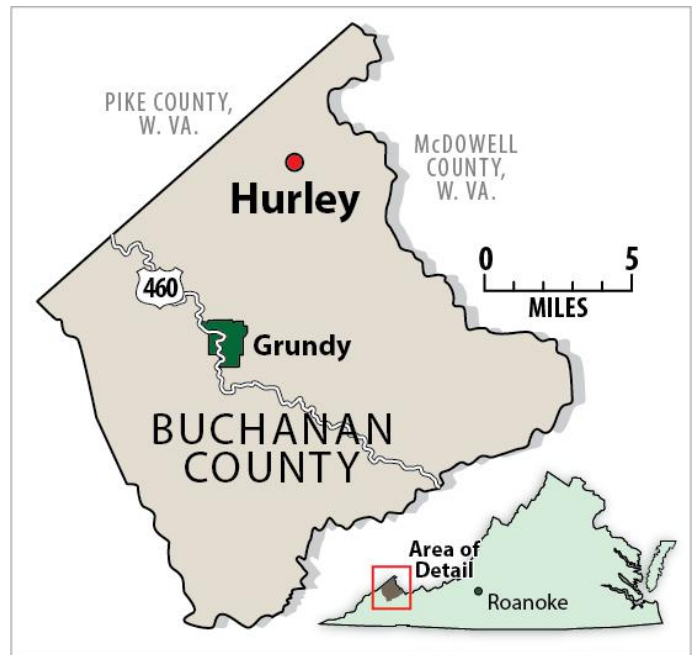 PIKE COUNTY,
W. VA.
McDOWELL
COUNTY,
W. VA.
Hurley
0 5
MILES
460
Grundy
BUCHANAN
COUNTY
Area of
Detail
Roanoke